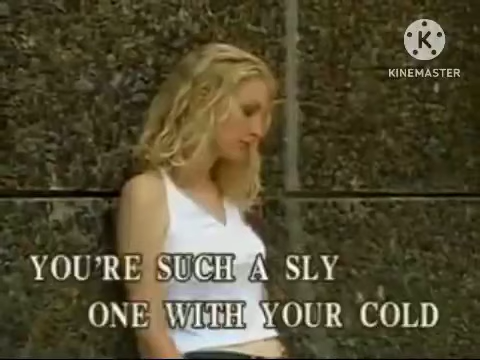 K
KINEMASTER
YOU'RE SUCH A SLY
ONE WITH YOUR COLD